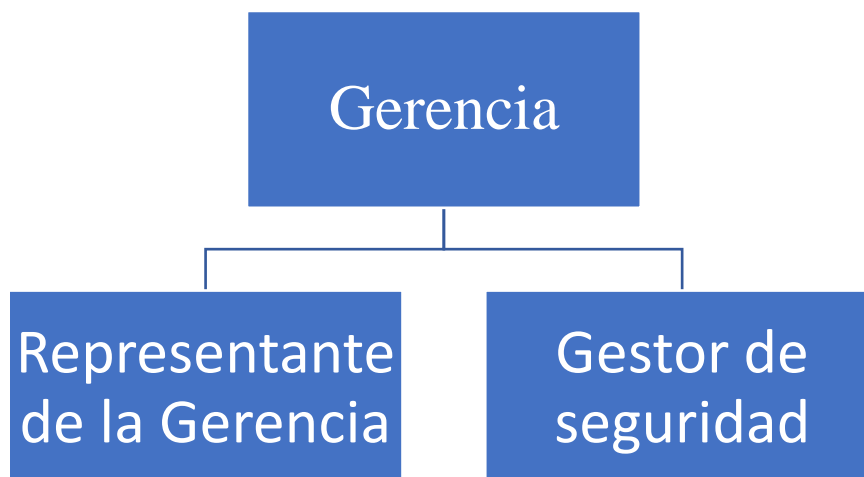 Gerencia
Representante
de la Gerencia
Gestor de
seguridad